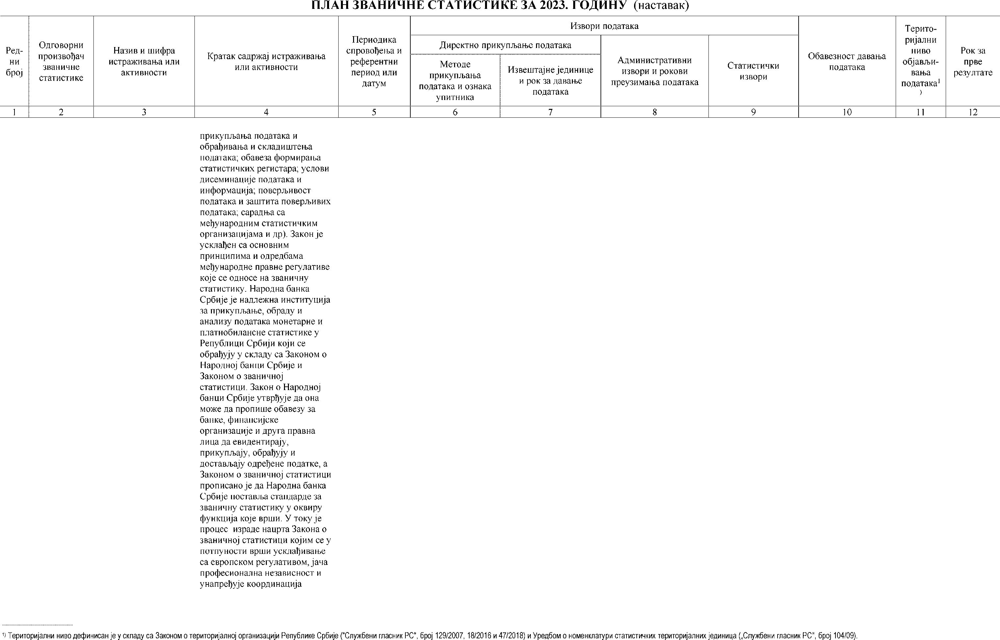 ПЛАН ЗВАНИЧНЕ СТАТИСТИКЕ ЗА 2023. ГОДИНУ (наставак)
Ред-
ни
број
Одговорни
произвођач
званичне
статистике
Назив и шифра
истраживања или
активности
Кратак садржај истраживања
или активности
Периодика
спровођења и
референтни
период или
датум
Извори података
Директно прикупљање података
Методе
прикупљања
података и ознака
упитника
Извештајне јединице
и рок за давање
података
Административни
извори и рокови
преузимања података
Статистички
извори
Обавезност давања
података
Терито-
ријални
ниво
објављи-
вања
података¹
)
Рок за
прве
резултате
1 2 3 4 5 6 7 8 9 10 11 12
прикупљања података и
обрађивања и складиштења
података; обавеза формирања
статистичких регистара; услови
дисеминације података и
информација; поверљивост
података и заштита поверљивих
података; сарадња са
међународним статистичким
организацијама и др). Закон је
усклађен са основним
принципима и одредбама
међународне правне регулативе
које се односе на званичну
статистику. Народна банка
Србије је надлежна институција
за прикупљање, обраду и
анализу података монетарне и
платнобилансне статистике у
Републици Србији који се
обрађују у складу са Законом о
Народној банци Србије и
Законом о званичној
статистици. Закон о Народној
банци Србије утврђује да она
може да пропише обавезу за
банке, финансијске
организације и друга правна
лица да евидентирају,
прикупљају, обрађују и
достављају одређене податке, а
Законом о званичној статистици
прописано је да Народна банка
Србије поставља стандарде за
званичну статистику у оквиру
функција које врши. У току је
процес израде нацрта Закона о
званичној статистици којим се у
потпуности врши усклађивање
са европском регулативом, јача
професионална независност и
унапређује координација
¹⁾ Територијални ниво дефинисан је у складу са Законом о територијалној организацији Републике Србије ("Службени гласник РС", број 129/2007, 18/2016 и 47/2018) и Уредбом о номенклатури статистичких територијалних јединица („Службени гласник РС", број 104/09).